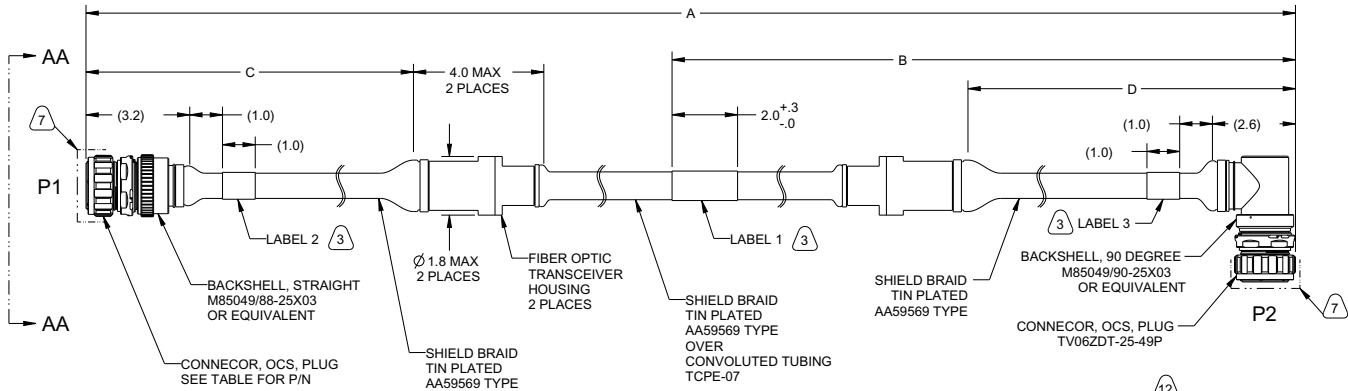 A
AA
C
4.0 MAX
2 PLACES
B
D
7
(3.2)
(1.0)
(1.0)
2.0 +.3 -.0
(1.0)
(2.6)
(1.0)
P1
LABEL 2
3
Ø 1.8 MAX
2 PLACES
LABEL 1
3
3
LABEL 3
BACKSHELL, STRAIGHT
M85049/88-25X03
OR EQUIVALENT
FIBER OPTIC
TRANSCEIVER
HOUSING
2 PLACES
SHIELD BRAID
TIN PLATED
AA59569 TYPE
BACKSHELL, 90 DEGREE
M85049/90-25X03
OR EQUIVALENT
7
P2
AA
SHIELD BRAID
TIN PLATED
AA59569 TYPE
OVER
CONVOLUTED TUBING
TCPE-07
CONNECOR, OCS, PLUG
TV06ZDT-25-49P
CONNECOR, OCS, PLUG
SEE TABLE FOR P/N
SHIELD BRAID
TIN PLATED
AA59569 TYPE
12